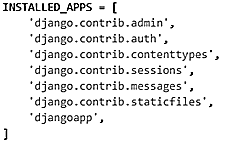 INSTALLED_APPS = [
    'django.contrib.admin',
    'django.contrib.auth',
    'django.contrib.contenttypes',
    'django.contrib.sessions',
    'django.contrib.messages',
    'django.contrib.staticfiles',
    'djangoapp',
]